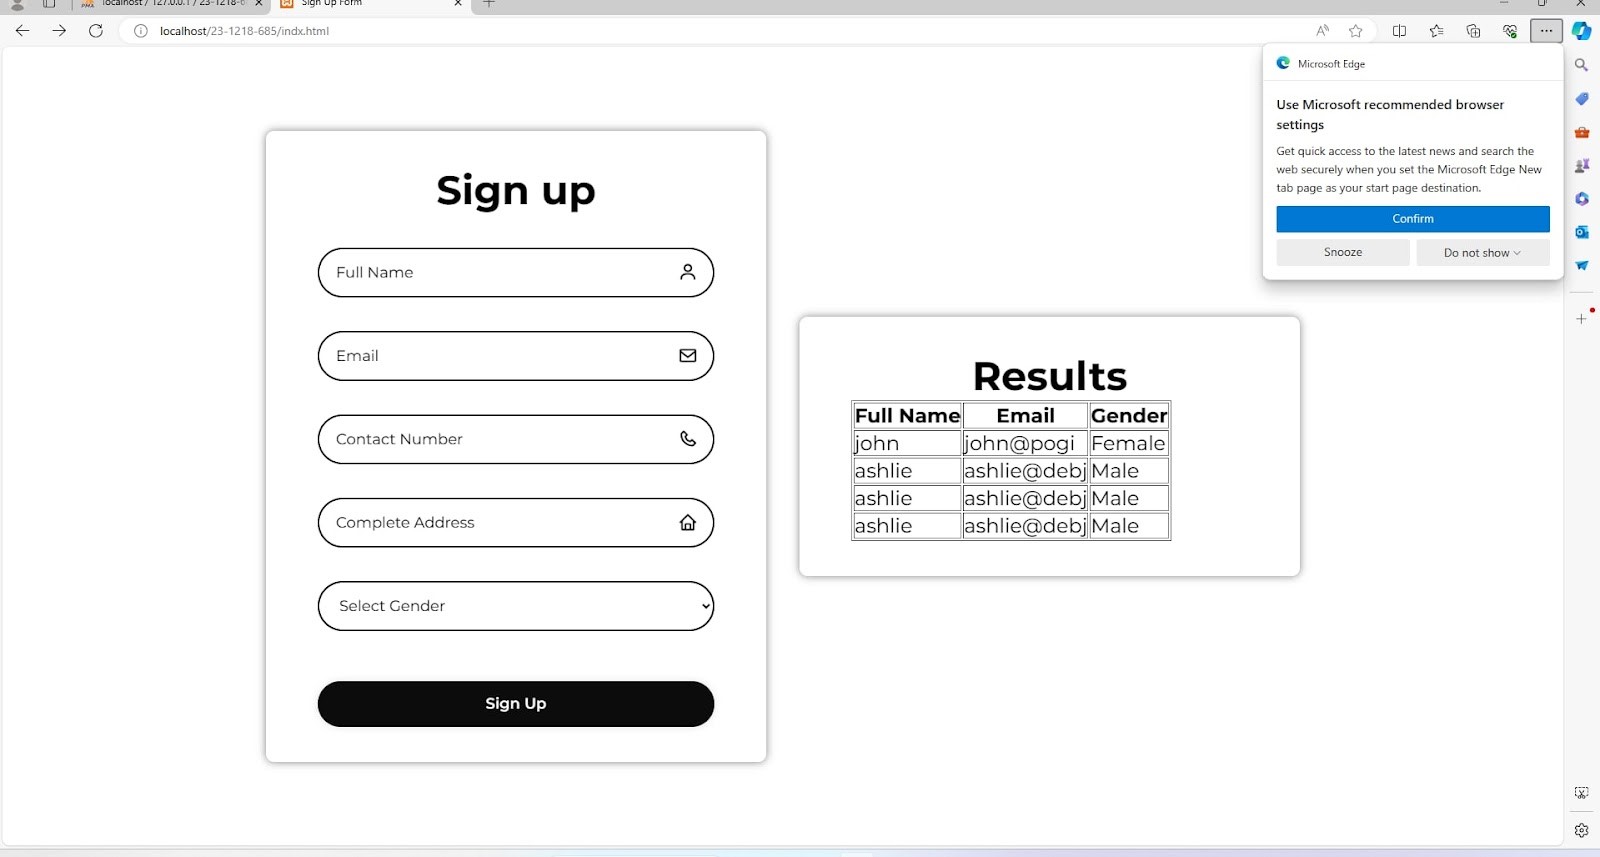 localhost / 127.0.0.1 / 23-1218-6
Sign Up Form
localhost/23-1218-685/indx.html
Microsoft Edge
Use Microsoft recommended browser
settings
Get quick access to the latest news and search the
web securely when you set the Microsoft Edge New
tab page as your start page destination.
Confirm
Snooze
Do not show
Sign up
Full Name
Email
Contact Number
Complete Address
Select Gender
Sign Up
Results
Full Name Email Gender
john john@pogi Female
ashlie ashlie@debj Male
ashlie ashlie@debj Male
ashlie ashlie@debj Male